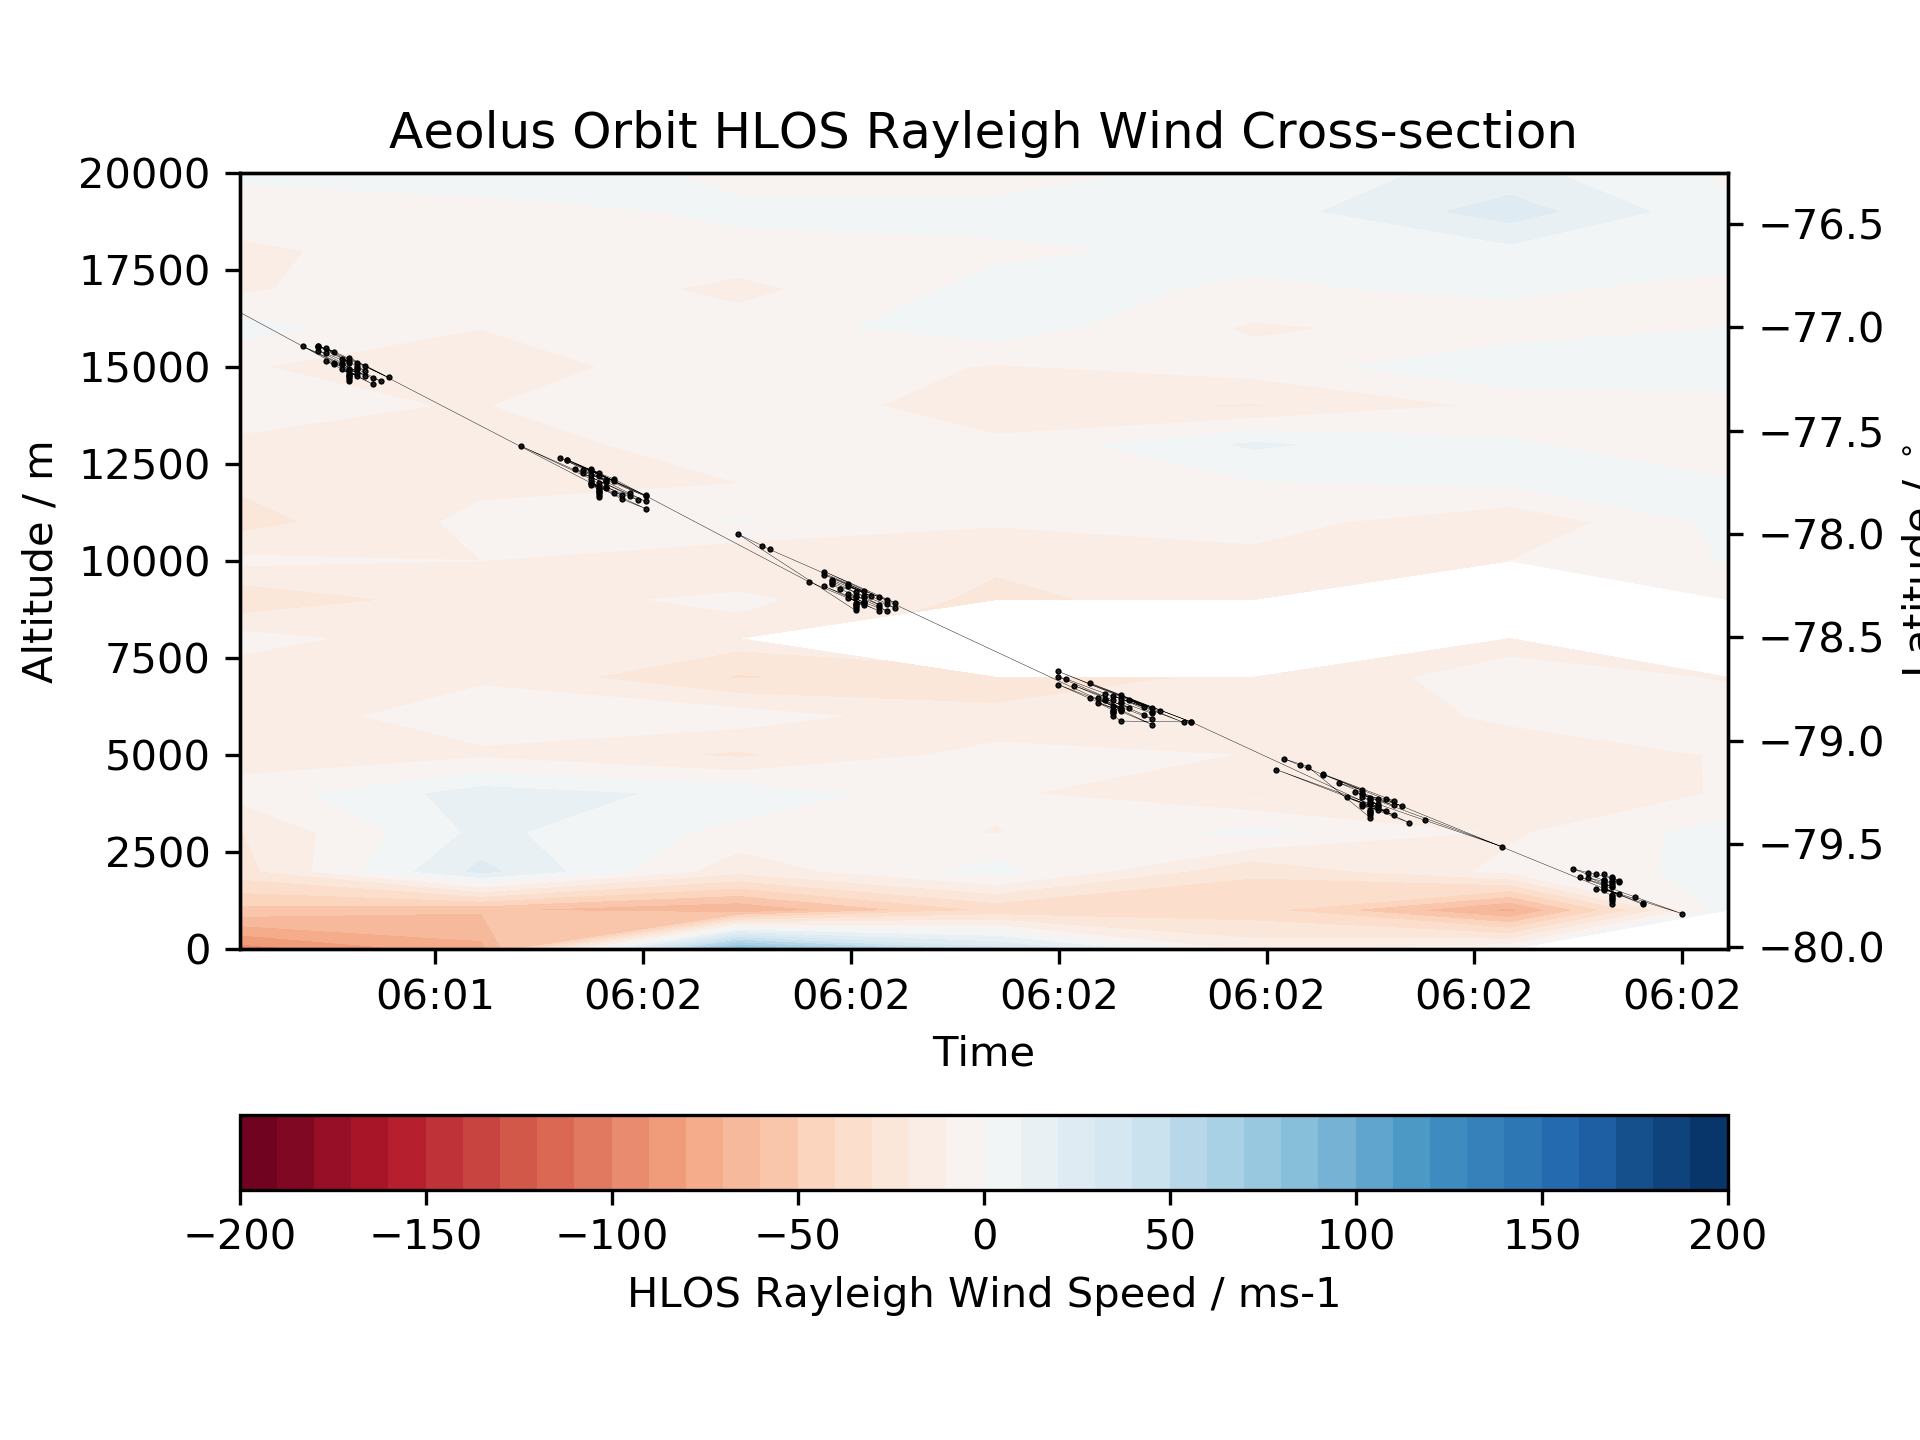 Aeolus Orbit HLOS Rayleigh Wind Cross-section
20000
17500
15000
12500
10000
7500
5000
2500
0
Altitude / m
−76.5
−77.0
−77.5
−78.0
−78.5
−79.0
−79.5
−80.0
Latitude / °
06:01 06:02 06:02 06:02 06:02 06:02 06:02
Time
−200 −150 −100 −50 0 50 100 150 200
HLOS Rayleigh Wind Speed / ms-1